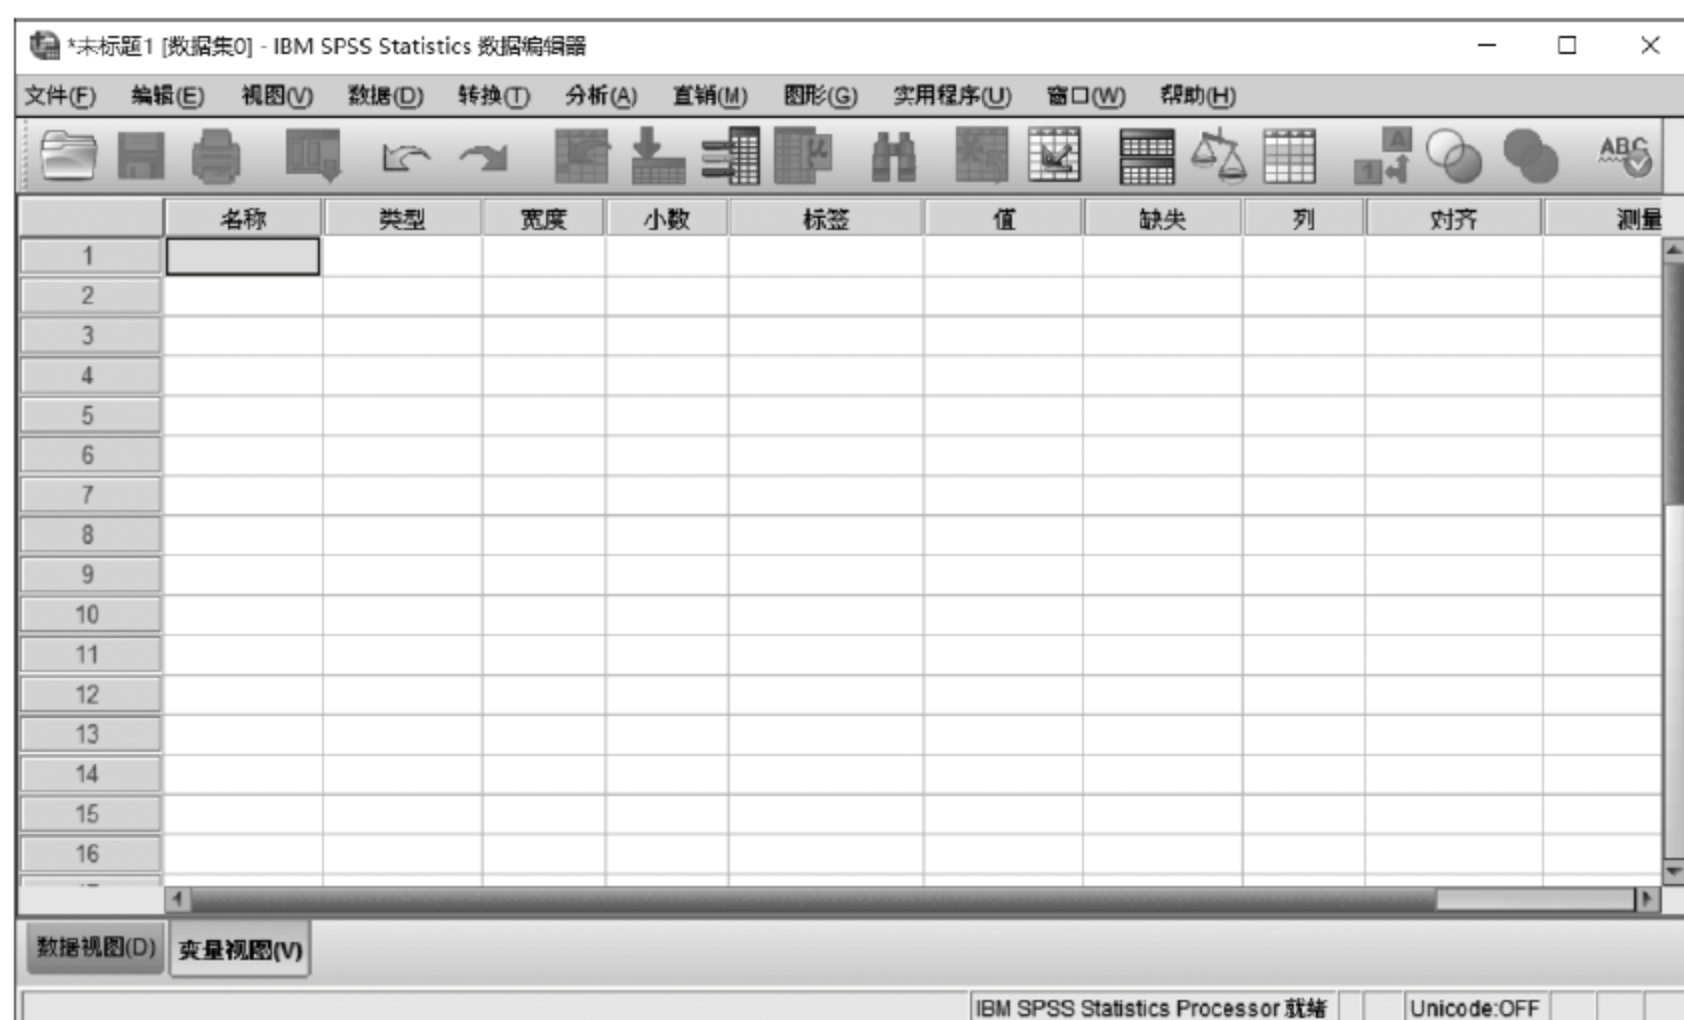 *未标题1 [数据集0] - IBM SPSS Statistics 数据编辑器
文件(F) 编辑(E) 视图(V) 数据(D) 转换(T) 分析(A) 直销(M) 图形(G) 实用程序(U) 窗口(W) 帮助(H)
μ A 1 ABC
名称 类型 宽度 小数 标签 值 缺失 列 对齐 测量
1
2
3
4
5
6
7
8
9
10
11
12
13
14
15
16
数据视图(D) 变量视图(V)
IBM SPSS Statistics Processor 就绪 Unicode:OFF